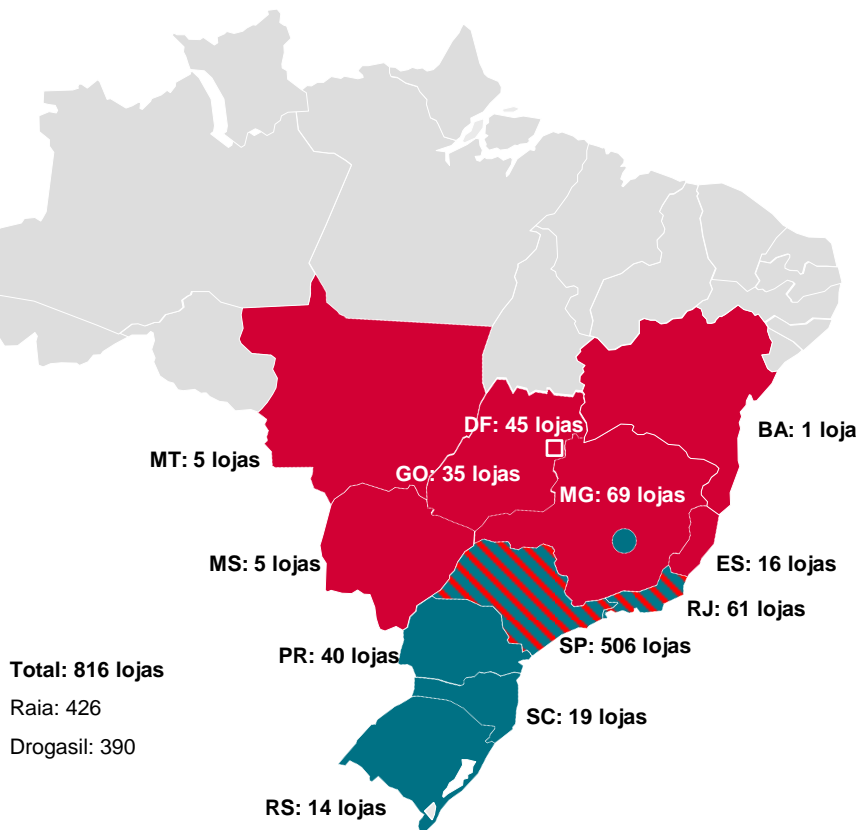 DF: 45 lojas
BA: 1 loja
MT: 5 lojas
GO: 35 lojas
MG: 69 lojas
MS: 5 lojas
ES: 16 lojas
RJ: 61 lojas
SP: 506 lojas
PR: 40 lojas
Total: 816 lojas
Raia: 426
SC: 19 lojas
Drogasil: 390
RS: 14 lojas